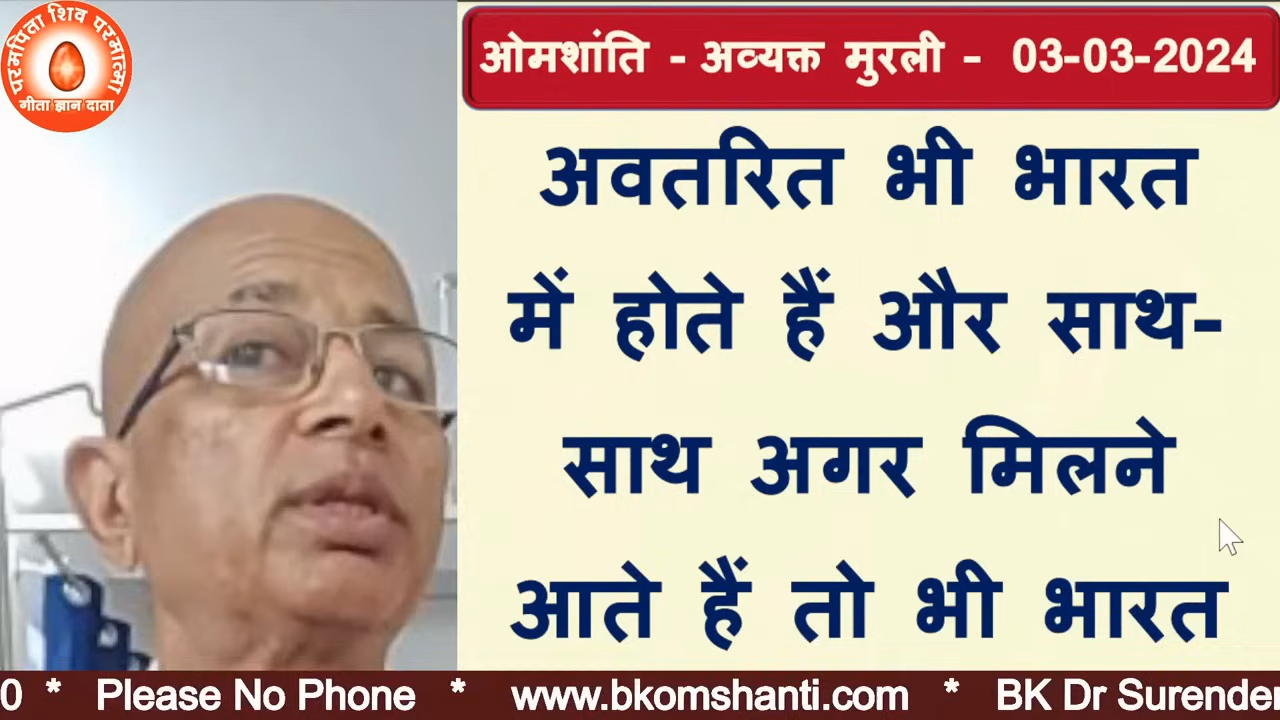 परमपिता शिव परमात्मा
गीता ज्ञान दाता
ओमशांति - अव्यक्त मुरली - 03-03-2024
अवतरित भी भारत
में होते हैं और साथ-
साथ अगर मिलने
आते हैं तो भी भारत
0 * Please No Phone * www.bkomshanti.com * BK Dr Surende